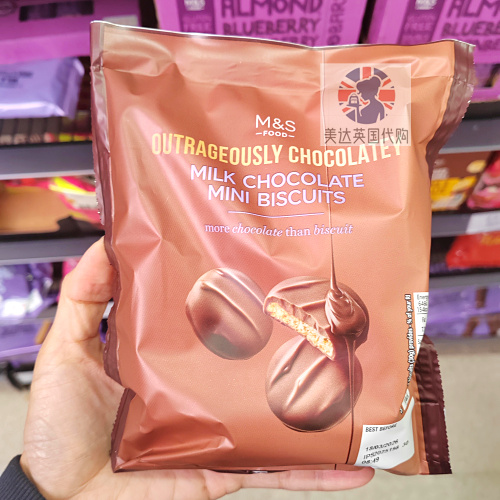 ALMOND
BLUEBERRY
M&S
FOOD
OUTRAGEOUSLY CHOCOLATEY
MILK CHOCOLATE
MINI BISCUITS
more chocolate than biscuit
美达英国代购
BEST BEFORE